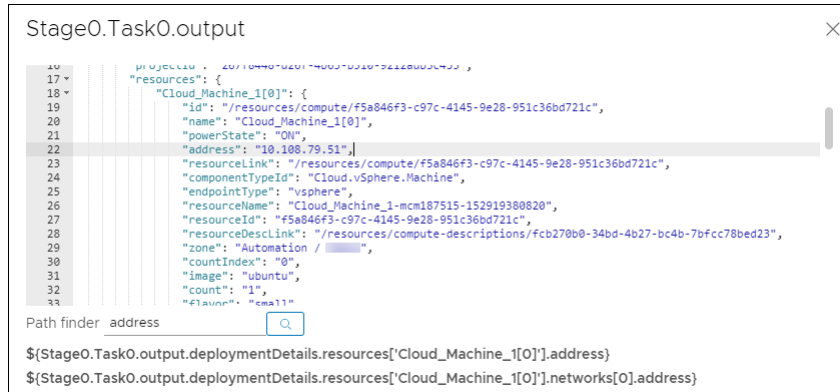 Stage0.Task0.output
17 "resources": {
18 "Cloud_Machine_1[0]": {
19 "id": "/resources/compute/f5a846f3-c97c-4145-9e28-951c36bd721c",
20 "name": "Cloud_Machine_1[0]",
21 "powerState": "ON",
22 "address": "10.108.79.51",
23 "resourceLink": "/resources/compute/f5a846f3-c97c-4145-9e28-951c36bd721c",
24 "componentTypeId": "Cloud.vSphere.Machine",
25 "endpointType": "vsphere",
26 "resourceName": "Cloud_Machine_1-mcm187515-152919380820",
27 "resourceId": "f5a846f3-c97c-4145-9e28-951c36bd721c",
28 "resourceDescLink": "/resources/compute-descriptions/fcb270b0-34bd-4b27-bc4b-7bfcc78bed23",
29 "zone": "Automation / ",
30 "countIndex": "0",
31 "image": "ubuntu",
32 "count": "1",
33 "flavor": "small"
Path finder address
${Stage0.Task0.output.deploymentDetails.resources['Cloud_Machine_1[0]'].address}
${Stage0.Task0.output.deploymentDetails.resources['Cloud_Machine_1[0]'].networks[0].address}